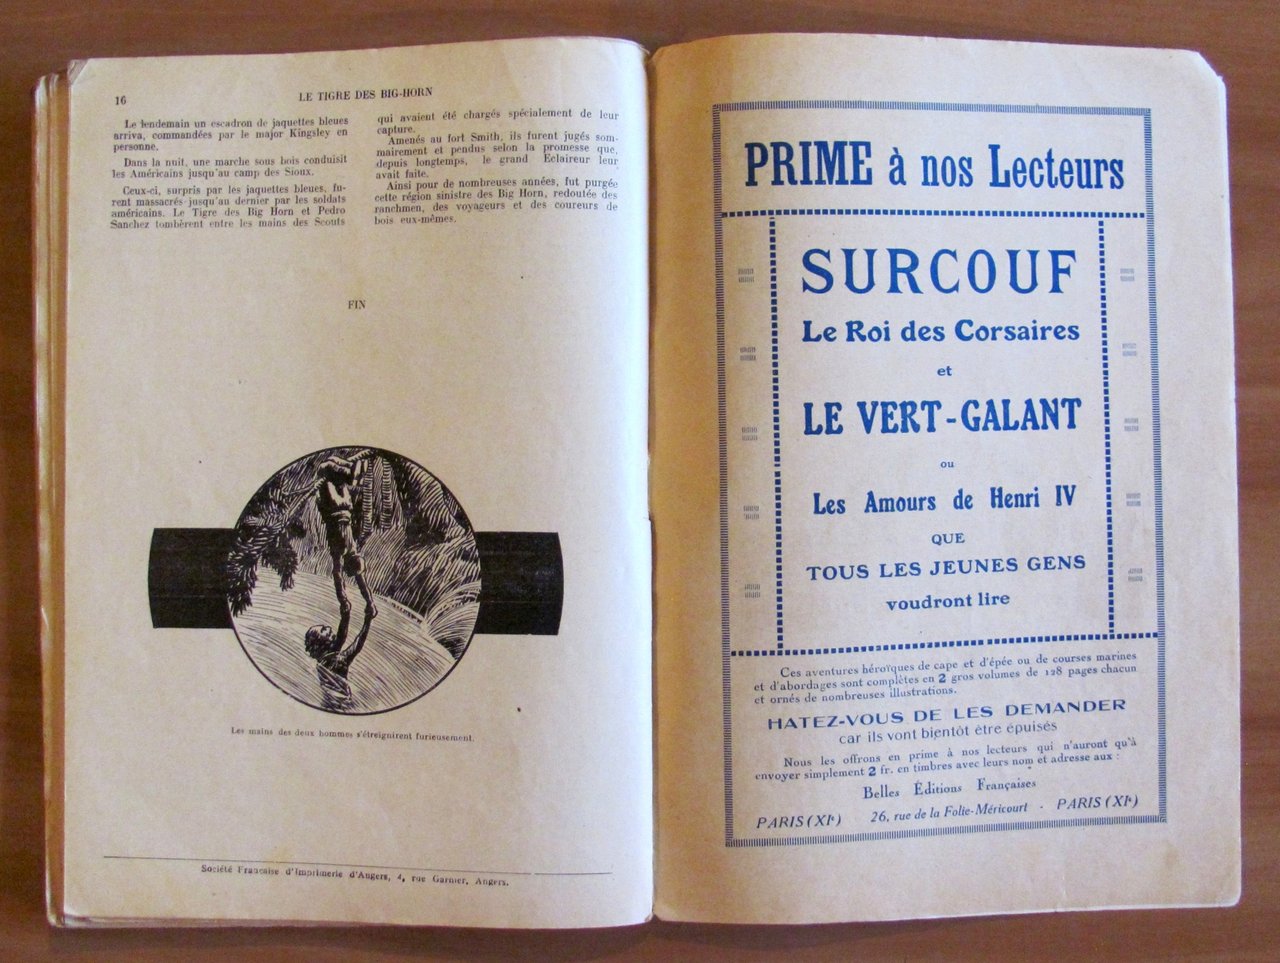 16
LE TIGRE DES BIG-HORN
Le lendemain un escadron de jaquettes bleues
arriva, commandées par le major Kingsley en
personne.
Dans la nuit, une marche sous bois conduisit
les Américains jusqu'au camp des Sioux.
Ceux-ci, surpris par les jaquettes bleues, fu-
rent massacrés jusqu'au dernier par les soldats
américains. Le Tigre des Big Horn et Pedro
Sanchez tombèrent entre les mains des Scouts
qui avaient été chargés spécialement de leur
capture.
Amenés au fort Smith, ils furent jugés som-
mairement et pendus selon la promesse que,
depuis longtemps, le grand Eclaireur leur
avait faite.
Ainsi pour de nombreuses années, fut purgée
cette région sinistre des Big Horn, redoutée des
ranchmen, des voyageurs et des coureurs de
bois eux-mêmes.
FIN
Les mains des deux hommes s'étreignirent furieusement.
Société Française d'Imprimerie d'Angers, 4, rue Garnier, Angers.
PRIME à nos Lecteurs
SURCOUF
Le Roi des Corsaires
et
LE VERT-GALANT
ou
Les Amours de Henri IV
QUE
TOUS LES JEUNES GENS
voudront lire
Ces aventures héroïques de cape et d'épée ou de courses marines
et d'abordages sont complètes en 2 gros volumes de 128 pages chacun
et ornés de nombreuses illustrations.
HATEZ-VOUS DE LES DEMANDER
car ils vont bientôt être épuisés
Nous les offrons en prime à nos lecteurs qui n'auront qu'à
envoyer simplement 2 fr. en timbres avec leurs nom et adresse aux :
Belles Éditions Françaises
PARIS (XIe) 26, rue de la Folie-Méricourt - PARIS (XIe)